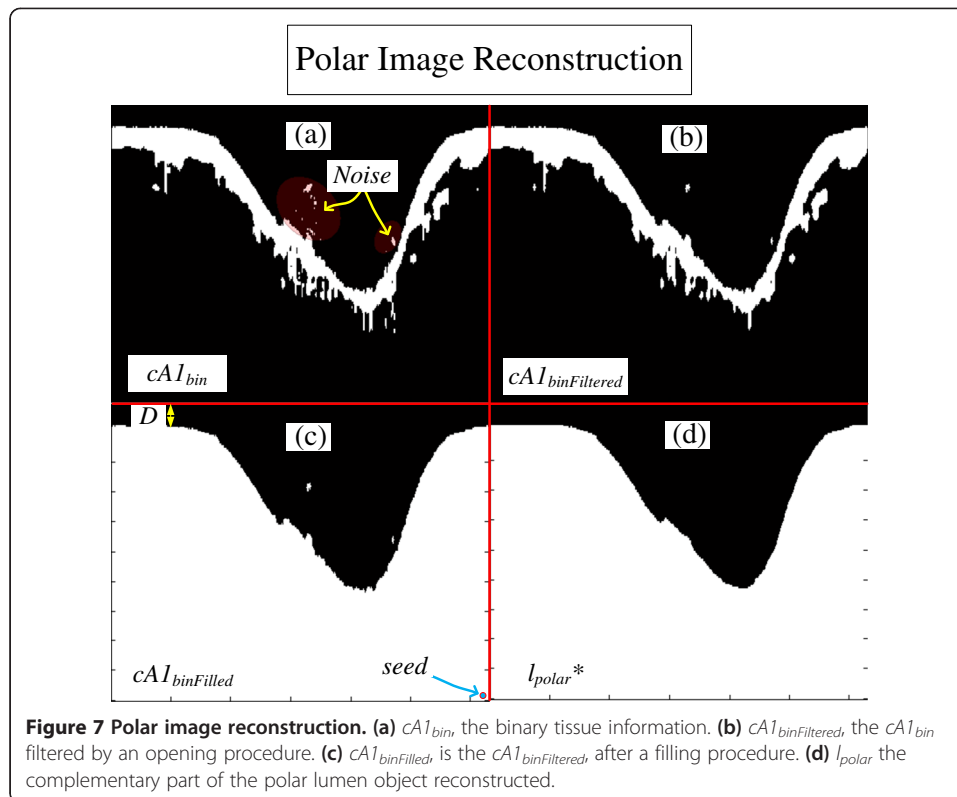 Polar Image Reconstruction
(a)
(b)
Noise
cA1bin
cA1binFiltered
D
(c)
(d)
cA1binFilled
seed
lpolar*
Figure 7 Polar image reconstruction. (a) cA1bin, the binary tissue information. (b) cA1binFiltered, the cA1bin
filtered by an opening procedure. (c) cA1binFilled, is the cA1binFiltered, after a filling procedure. (d) lpolar the
complementary part of the polar lumen object reconstructed.